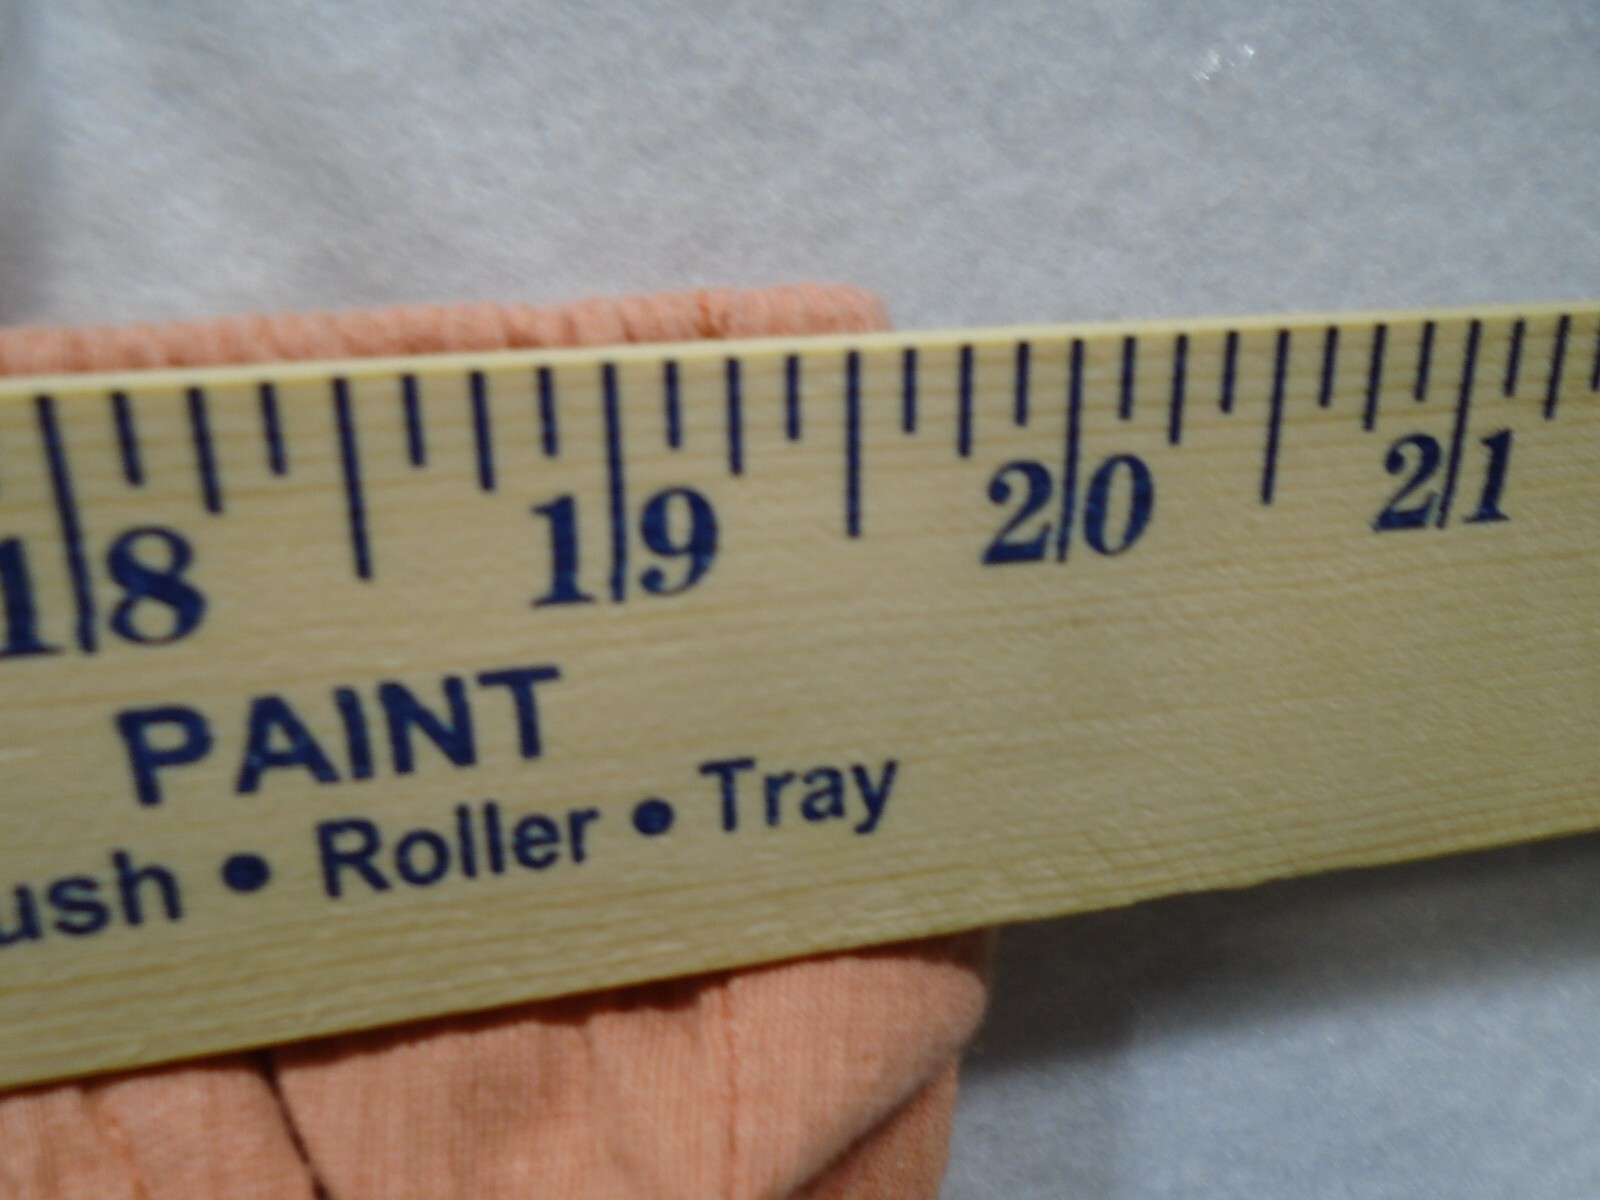 18 19 20 21
PAINT
ush • Roller • Tray